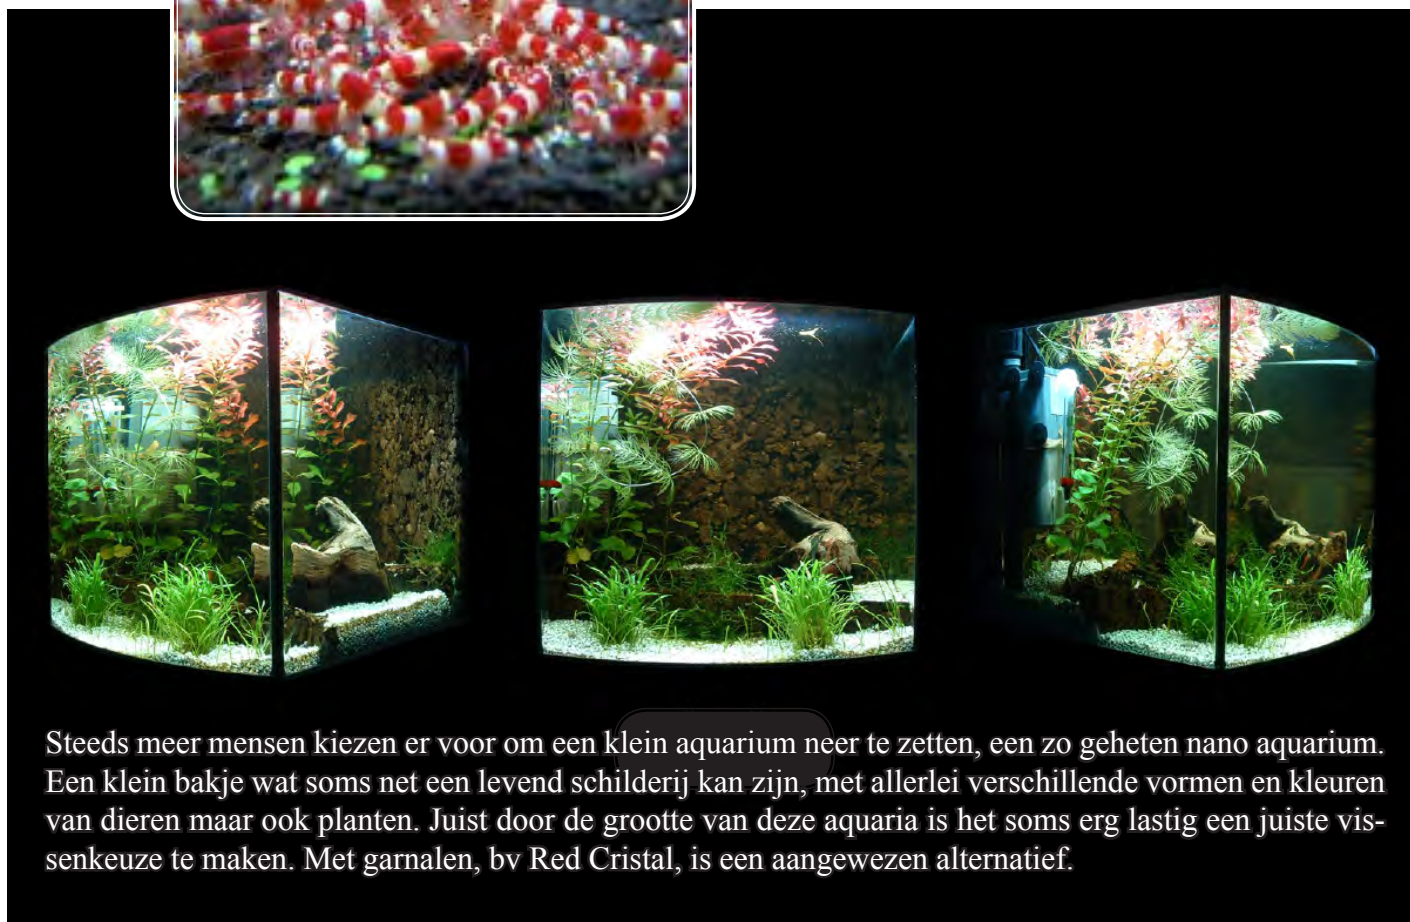 Steeds meer mensen kiezen er voor om een klein aquarium neer te zetten, een zo geheten nano aquarium.
Een klein bakje wat soms net een levend schilderij kan zijn, met allerlei verschillende vormen en kleuren
van dieren maar ook planten. Juist door de grootte van deze aquaria is het soms erg lastig een juiste vis-
senkeuze te maken. Met garnalen, bv Red Cristal, is een aangewezen alternatief.